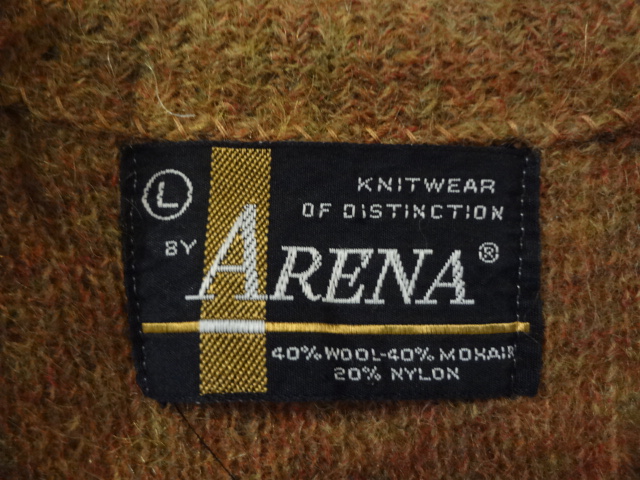 L
KNITWEAR
OF DISTINCTION
BY ARENA®
40% WOOL-40% MOHAIR
20% NYLON